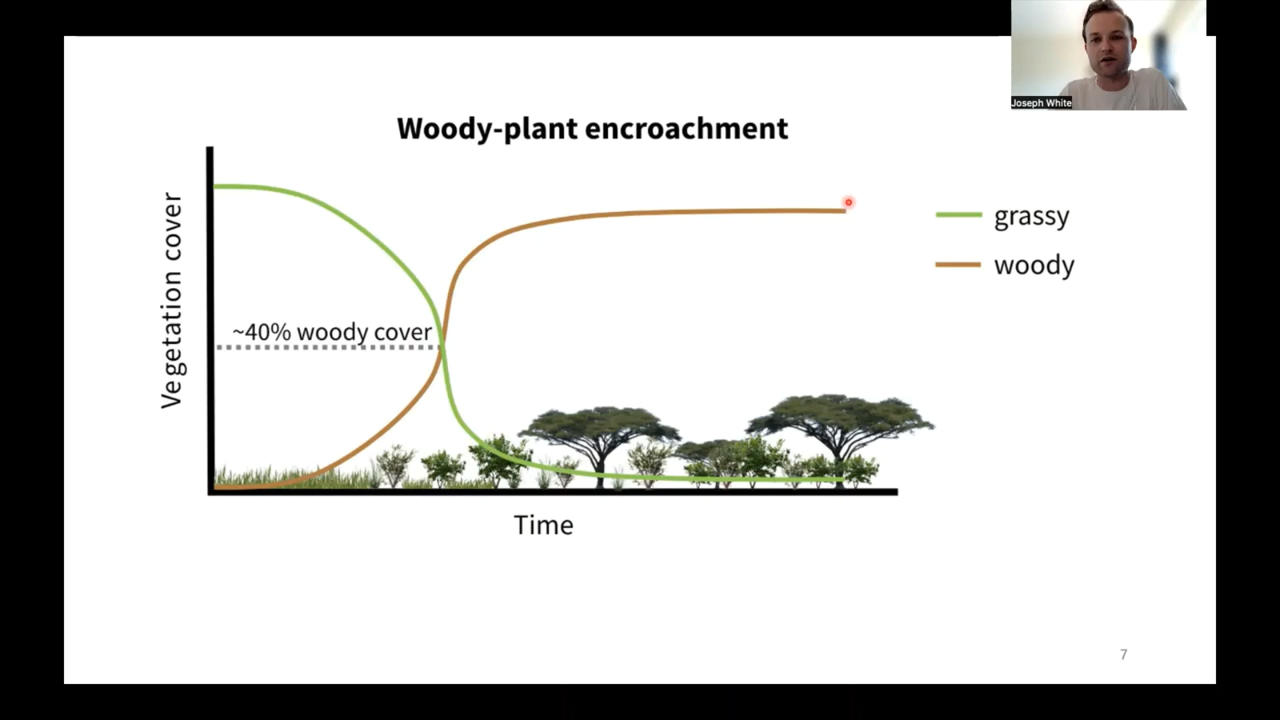 Joseph White
Woody-plant encroachment
Vegetation cover
grassy
woody
~40% woody cover
Time
7